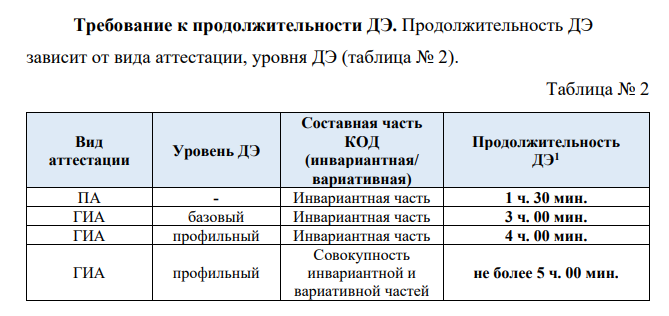 Требование к продолжительности ДЭ. Продолжительность ДЭ
зависит от вида аттестации, уровня ДЭ (таблица № 2).
Таблица № 2
Вид аттестации | Уровень ДЭ | Составная часть КОД (инвариантная/ вариативная) | Продолжительность ДЭ¹
ПА | - | Инвариантная часть | 1 ч. 30 мин.
ГИА | базовый | Инвариантная часть | 3 ч. 00 мин.
ГИА | профильный | Инвариантная часть | 4 ч. 00 мин.
ГИА | профильный | Совокупность инвариантной и вариативной частей | не более 5 ч. 00 мин.